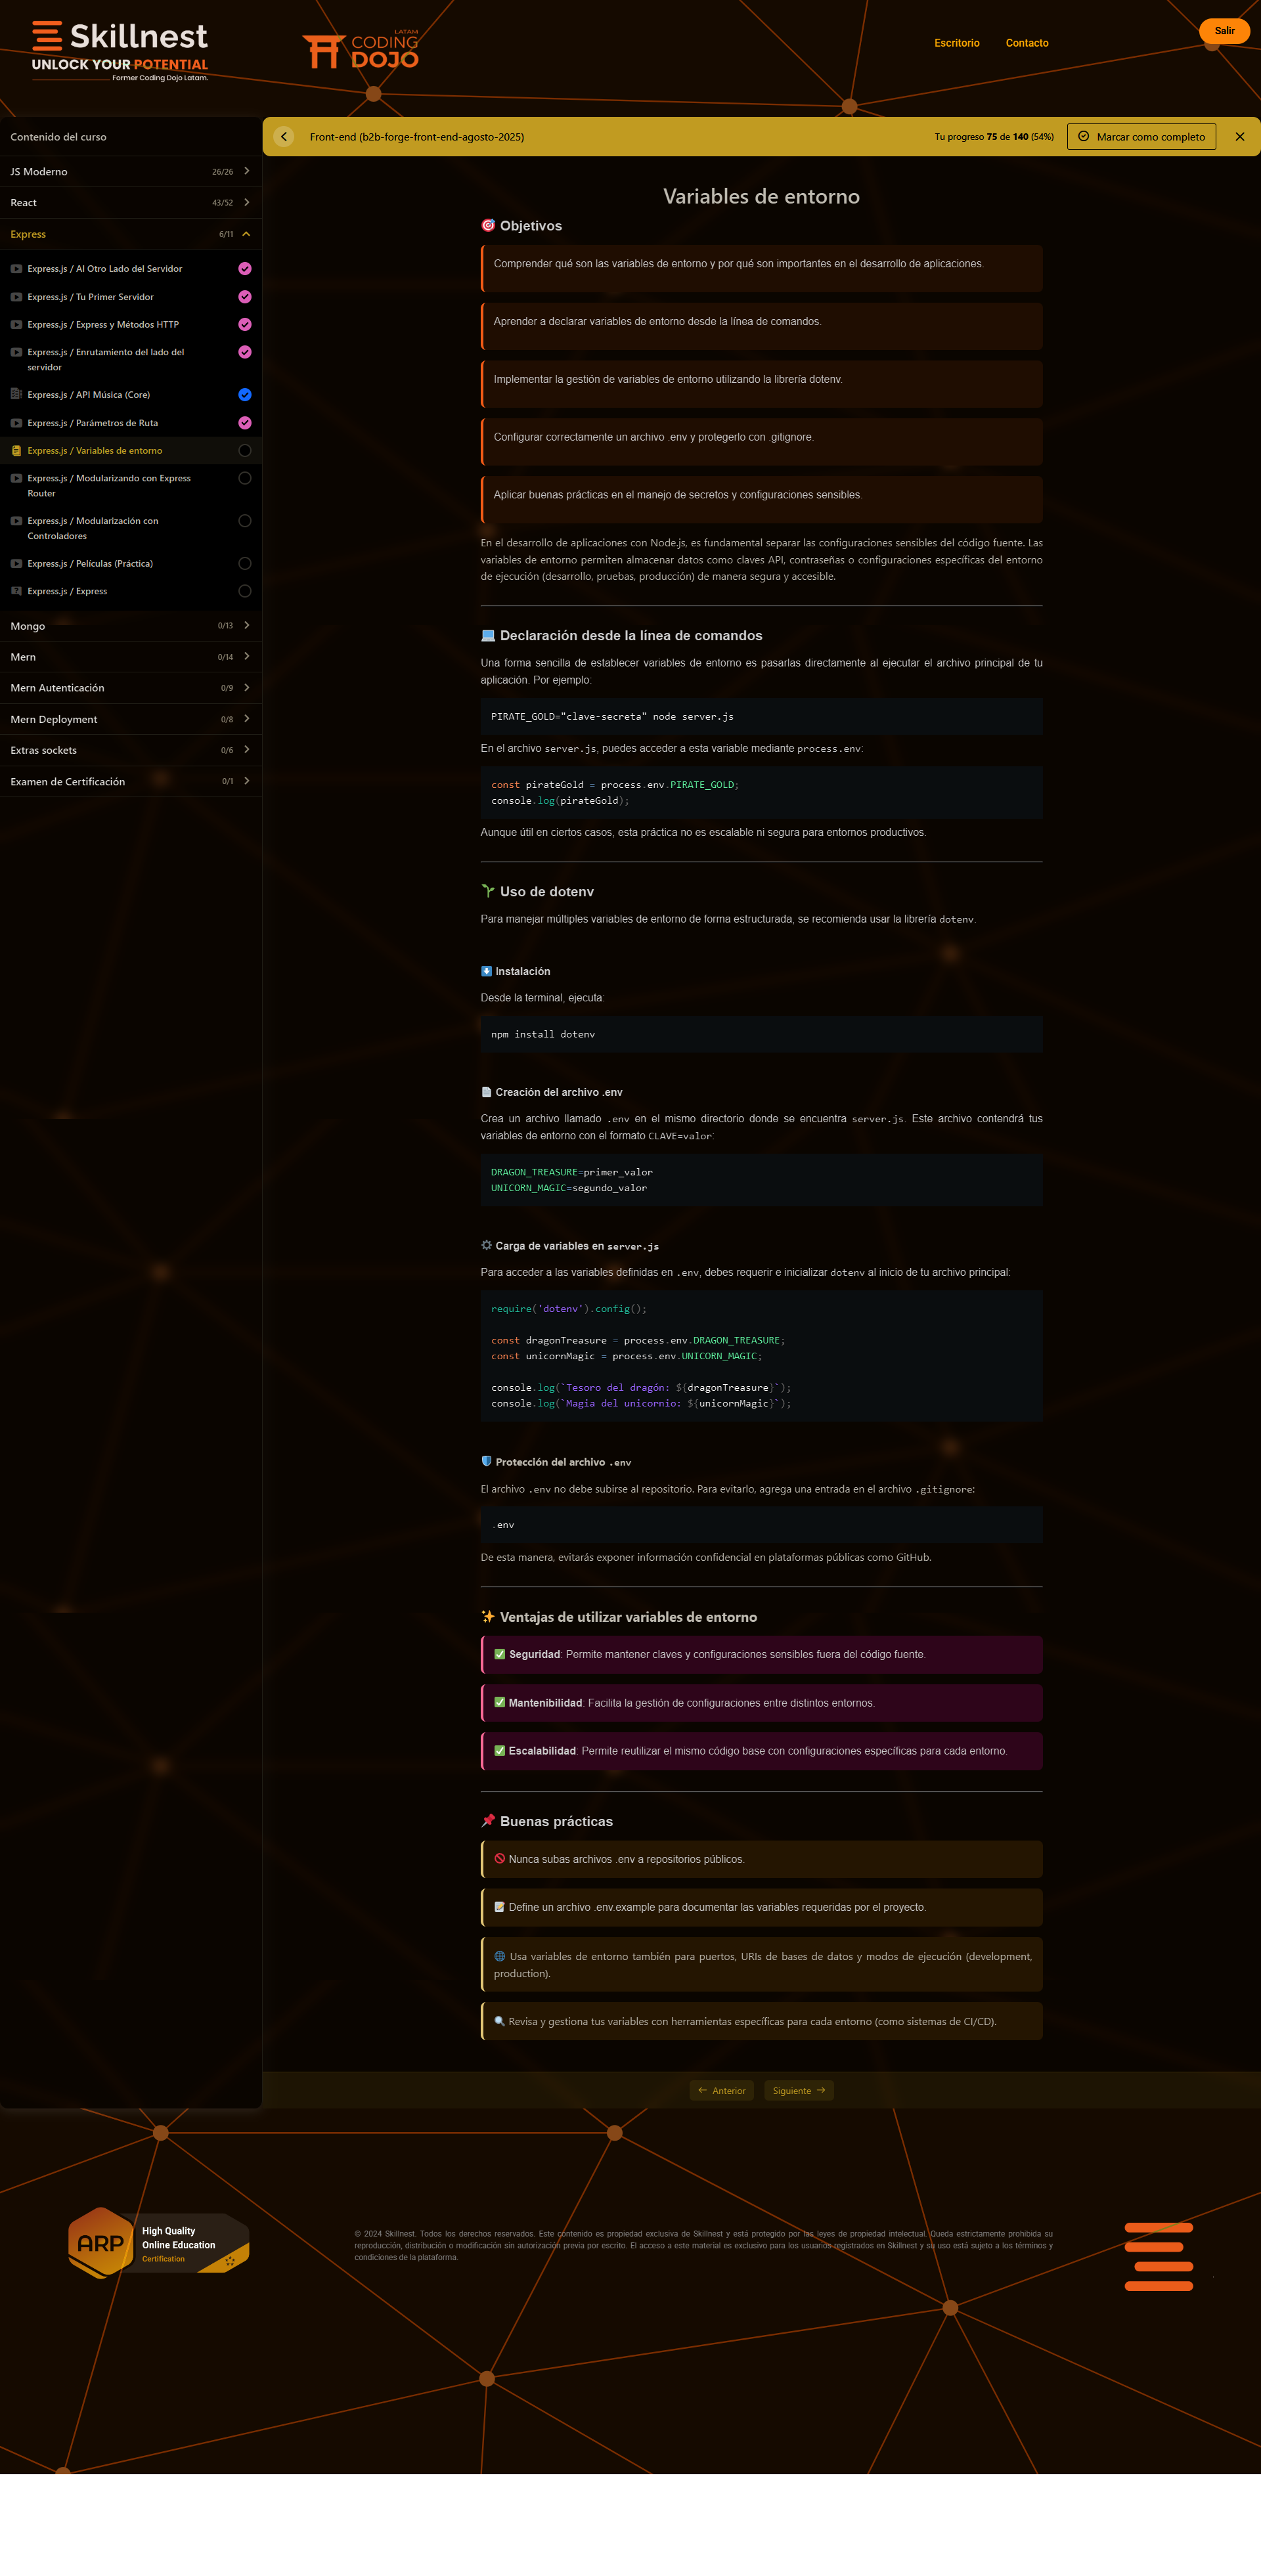 Skillnest
UNLOCK YOUR POTENTIAL
Former Coding Dojo Latam.
LATAM
CODING
DOJO
Escritorio
Contacto
Salir
Contenido del curso
JS Moderno 26/26
React 43/52
Express 6/11
Express.js / Al Otro Lado del Servidor
Express.js / Tu Primer Servidor
Express.js / Express y Métodos HTTP
Express.js / Enrutamiento del lado del
servidor
Express.js / API Música (Core)
Express.js / Parámetros de Ruta
Express.js / Variables de entorno
Express.js / Modularizando con Express
Router
Express.js / Modularización con
Controladores
Express.js / Películas (Práctica)
Express.js / Express
Mongo 0/13
Mern 0/14
Mern Autenticación 0/9
Mern Deployment 0/8
Extras sockets 0/6
Examen de Certificación 0/1
Front-end (b2b-forge-front-end-agosto-2025)
Tu progreso 75 de 140 (54%)
Marcar como completo
Variables de entorno
🎯 Objetivos
Comprender qué son las variables de entorno y por qué son importantes en el desarrollo de aplicaciones.
Aprender a declarar variables de entorno desde la línea de comandos.
Implementar la gestión de variables de entorno utilizando la librería dotenv.
Configurar correctamente un archivo .env y protegerlo con .gitignore.
Aplicar buenas prácticas en el manejo de secretos y configuraciones sensibles.
En el desarrollo de aplicaciones con Node.js, es fundamental separar las configuraciones sensibles del código fuente. Las
variables de entorno permiten almacenar datos como claves API, contraseñas o configuraciones específicas del entorno
de ejecución (desarrollo, pruebas, producción) de manera segura y accesible.
💻 Declaración desde la línea de comandos
Una forma sencilla de establecer variables de entorno es pasarlas directamente al ejecutar el archivo principal de tu
aplicación. Por ejemplo:
PIRATE_GOLD="clave-secreta" node server.js
En el archivo server.js, puedes acceder a esta variable mediante process.env:
const pirateGold = process.env.PIRATE_GOLD;
console.log(pirateGold);
Aunque útil en ciertos casos, esta práctica no es escalable ni segura para entornos productivos.
🌱 Uso de dotenv
Para manejar múltiples variables de entorno de forma estructurada, se recomienda usar la librería dotenv.
⬇️ Instalación
Desde la terminal, ejecuta:
npm install dotenv
📄 Creación del archivo .env
Crea un archivo llamado .env en el mismo directorio donde se encuentra server.js. Este archivo contendrá tus
variables de entorno con el formato CLAVE=valor:
DRAGON_TREASURE=primer_valor
UNICORN_MAGIC=segundo_valor
⚙️ Carga de variables en server.js
Para acceder a las variables definidas en .env, debes requerir e inicializar dotenv al inicio de tu archivo principal:
require('dotenv').config();
const dragonTreasure = process.env.DRAGON_TREASURE;
const unicornMagic = process.env.UNICORN_MAGIC;
console.log(`Tesoro del dragón: ${dragonTreasure}`);
console.log(`Magia del unicornio: ${unicornMagic}`);
🛡️ Protección del archivo .env
El archivo .env no debe subirse al repositorio. Para evitarlo, agrega una entrada en el archivo .gitignore:
.env
De esta manera, evitarás exponer información confidencial en plataformas públicas como GitHub.
✨ Ventajas de utilizar variables de entorno
✅ Seguridad: Permite mantener claves y configuraciones sensibles fuera del código fuente.
✅ Mantenibilidad: Facilita la gestión de configuraciones entre distintos entornos.
✅ Escalabilidad: Permite reutilizar el mismo código base con configuraciones específicas para cada entorno.
📌 Buenas prácticas
🚫 Nunca subas archivos .env a repositorios públicos.
📝 Define un archivo .env.example para documentar las variables requeridas por el proyecto.
🌐 Usa variables de entorno también para puertos, URIs de bases de datos y modos de ejecución (development,
production).
🔍 Revisa y gestiona tus variables con herramientas específicas para cada entorno (como sistemas de CI/CD).
← Anterior
Siguiente →
ARP
High Quality
Online Education
Certification
© 2024 Skillnest. Todos los derechos reservados. Este contenido es propiedad exclusiva de Skillnest y está protegido por las leyes de propiedad intelectual. Queda estrictamente prohibida su
reproducción, distribución o modificación sin autorización previa por escrito. El acceso a este material es exclusivo para los usuarios registrados en Skillnest y su uso está sujeto a los términos y
condiciones de la plataforma.